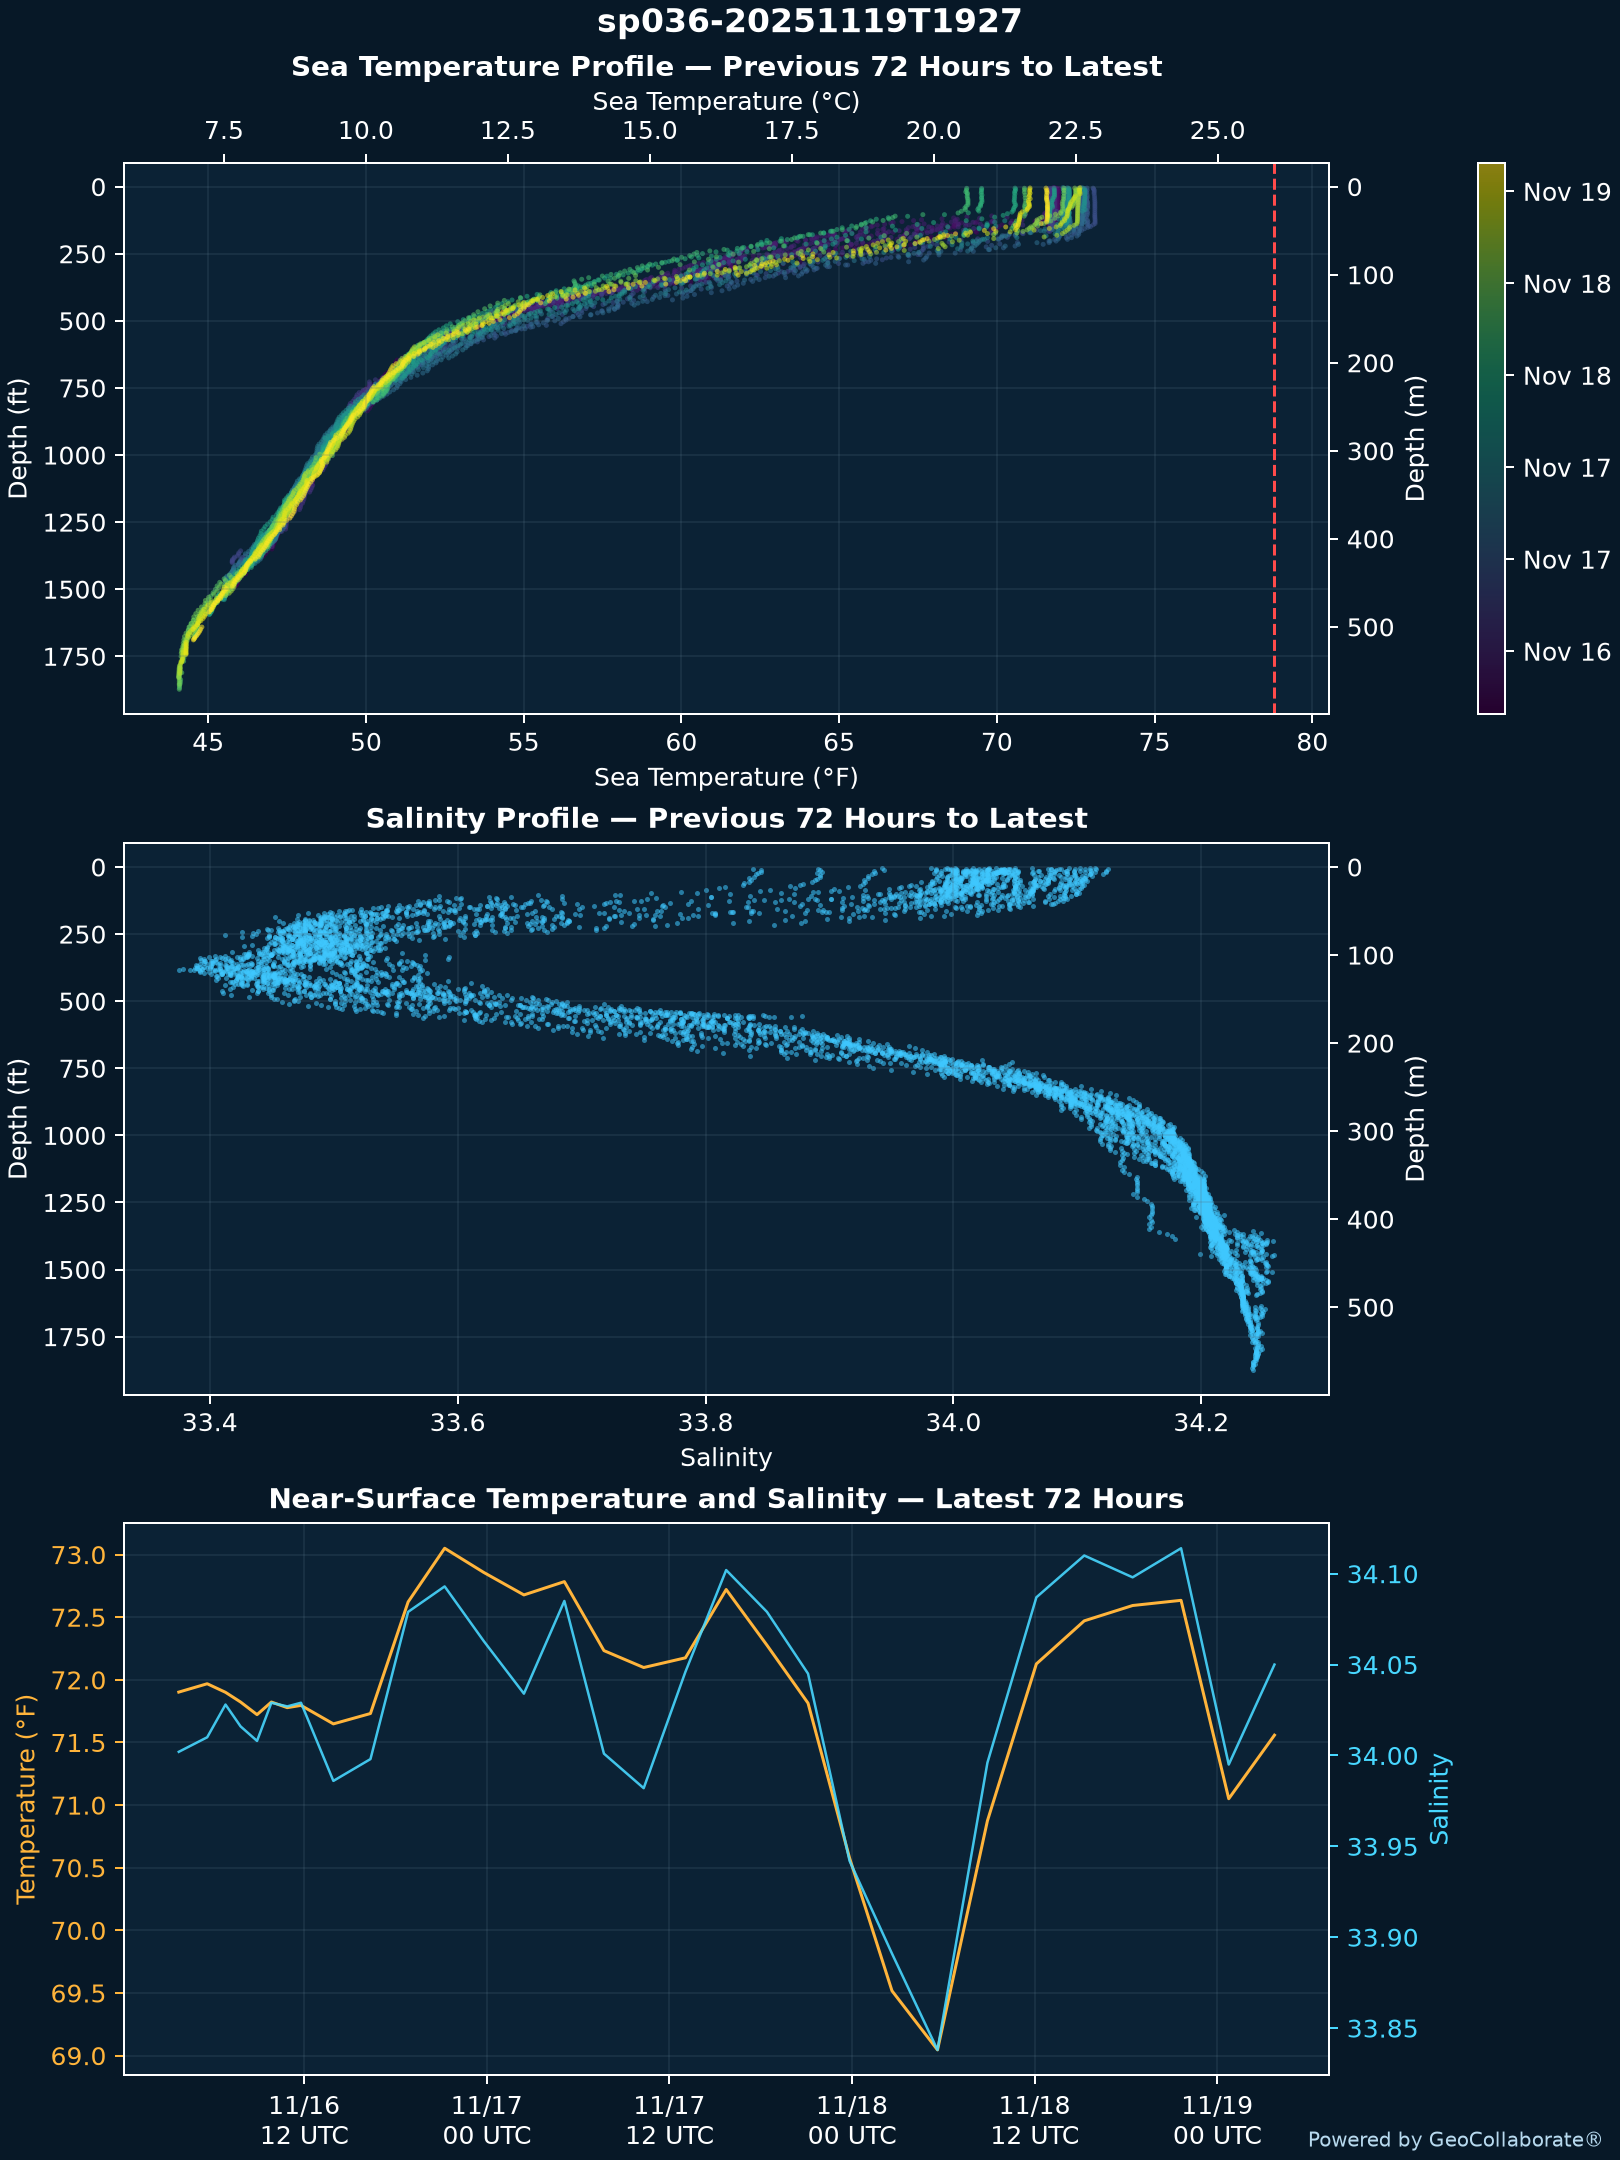 sp036-20251119T1927
Sea Temperature Profile — Previous 72 Hours to Latest
Sea Temperature (°C)
7.5 10.0 12.5 15.0 17.5 20.0 22.5 25.0
0
250
500
750
1000
1250
1500
1750
Depth (ft)
0
100
200
300
400
500
Depth (m)
Nov 19
Nov 18
Nov 18
Nov 17
Nov 17
Nov 16
45 50 55 60 65 70 75 80
Sea Temperature (°F)
Salinity Profile — Previous 72 Hours to Latest
0
250
500
750
1000
1250
1500
1750
Depth (ft)
0
100
200
300
400
500
Depth (m)
33.4 33.6 33.8 34.0 34.2
Salinity
Near-Surface Temperature and Salinity — Latest 72 Hours
73.0
72.5
72.0
71.5
71.0
70.5
70.0
69.5
69.0
Temperature (°F)
34.10
34.05
34.00
33.95
33.90
33.85
Salinity
11/16 11/17 11/17 11/18 11/18 11/19
12 UTC 00 UTC 12 UTC 00 UTC 12 UTC 00 UTC
Powered by GeoCollaborate®